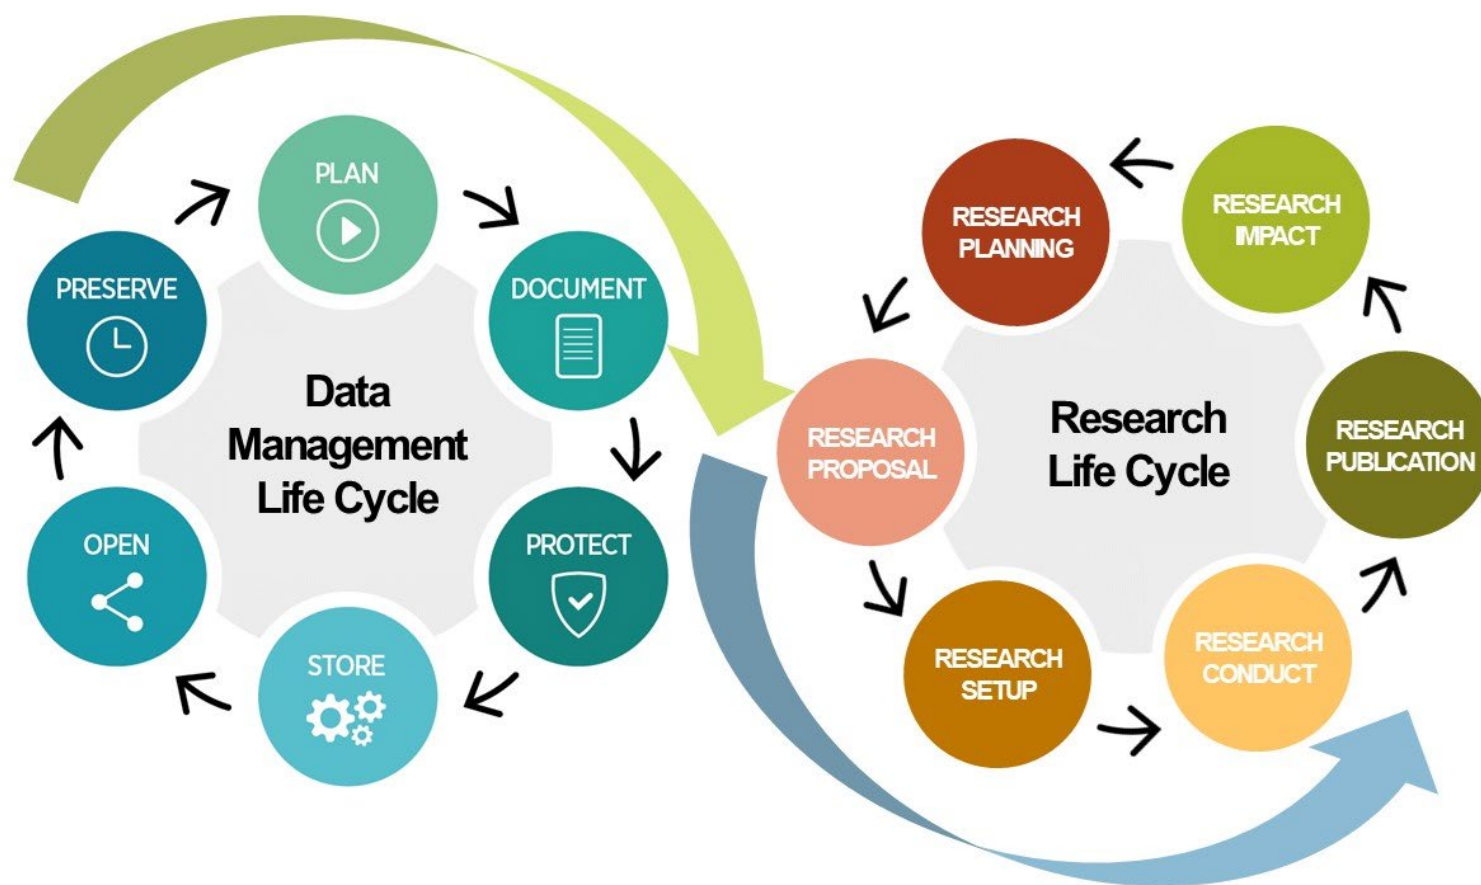 PLAN
DOCUMENT
PROTECT
STORE
OPEN
PRESERVE
Data
Management
Life Cycle
RESEARCH
PLANNING
RESEARCH
PROPOSAL
RESEARCH
SETUP
RESEARCH
CONDUCT
RESEARCH
PUBLICATION
RESEARCH
IMPACT
Research
Life Cycle